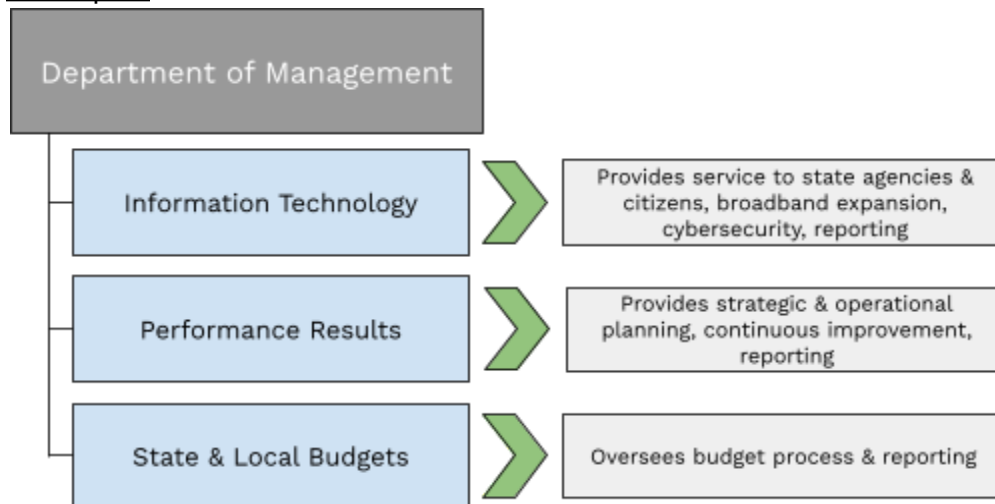 Department of Management
Information Technology
Provides service to state agencies &
citizens, broadband expansion,
cybersecurity, reporting
Performance Results
Provides strategic & operational
planning, continuous improvement,
reporting
State & Local Budgets
Oversees budget process & reporting